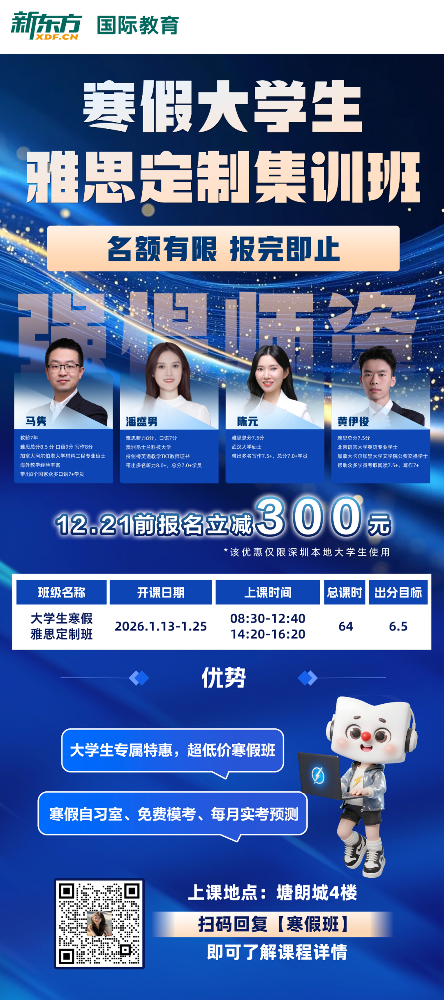 新东方 国际教育
XDF.CN
寒假大学生
雅思定制集训班
名额有限 报完即止
强悍师资
马隽
教龄7年
雅思总分8.5 分 口语9分 写作8分
加拿大阿尔伯塔大学材料工程专业硕士
海外教学经验丰富
带出8个国家众多口语7+学员
潘盛男
雅思听力8分，口语7分
澳洲昆士兰科技大学
持剑桥英语教学TKT教师证书
带出多名听力8.0+，总分7.0+学员
陈元
雅思总分7.5分
武汉大学硕士
带出多名写作7.5+，总分7.0+学员
黄伊俊
雅思总分7.5分
北京语言大学英语专业学士
加拿大卡尔加里大学文学院公费交换学士
帮助众多学员考取阅读7.5+，写作7+
12.21前报名立减300元
*该优惠仅限深圳本地大学生使用
班级名称 开课日期 上课时间 总课时 出分目标
大学生寒假
雅思定制班
2026.1.13-1.25
08:30-12:40
14:20-16:20
64
6.5
优势
大学生专属特惠，超低价寒假班
寒假自习室、免费模考、每月实考预测
上课地点：塘朗城4楼
扫码回复【寒假班】
即可了解课程详情